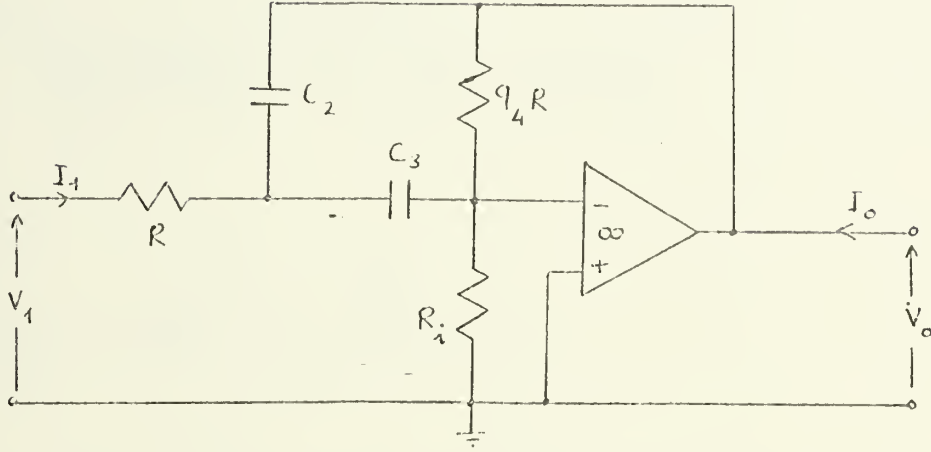 C₂
q₄R
C₃
I₁
R
−
∞
+
I₀
V₁
Rᵢ
V₀